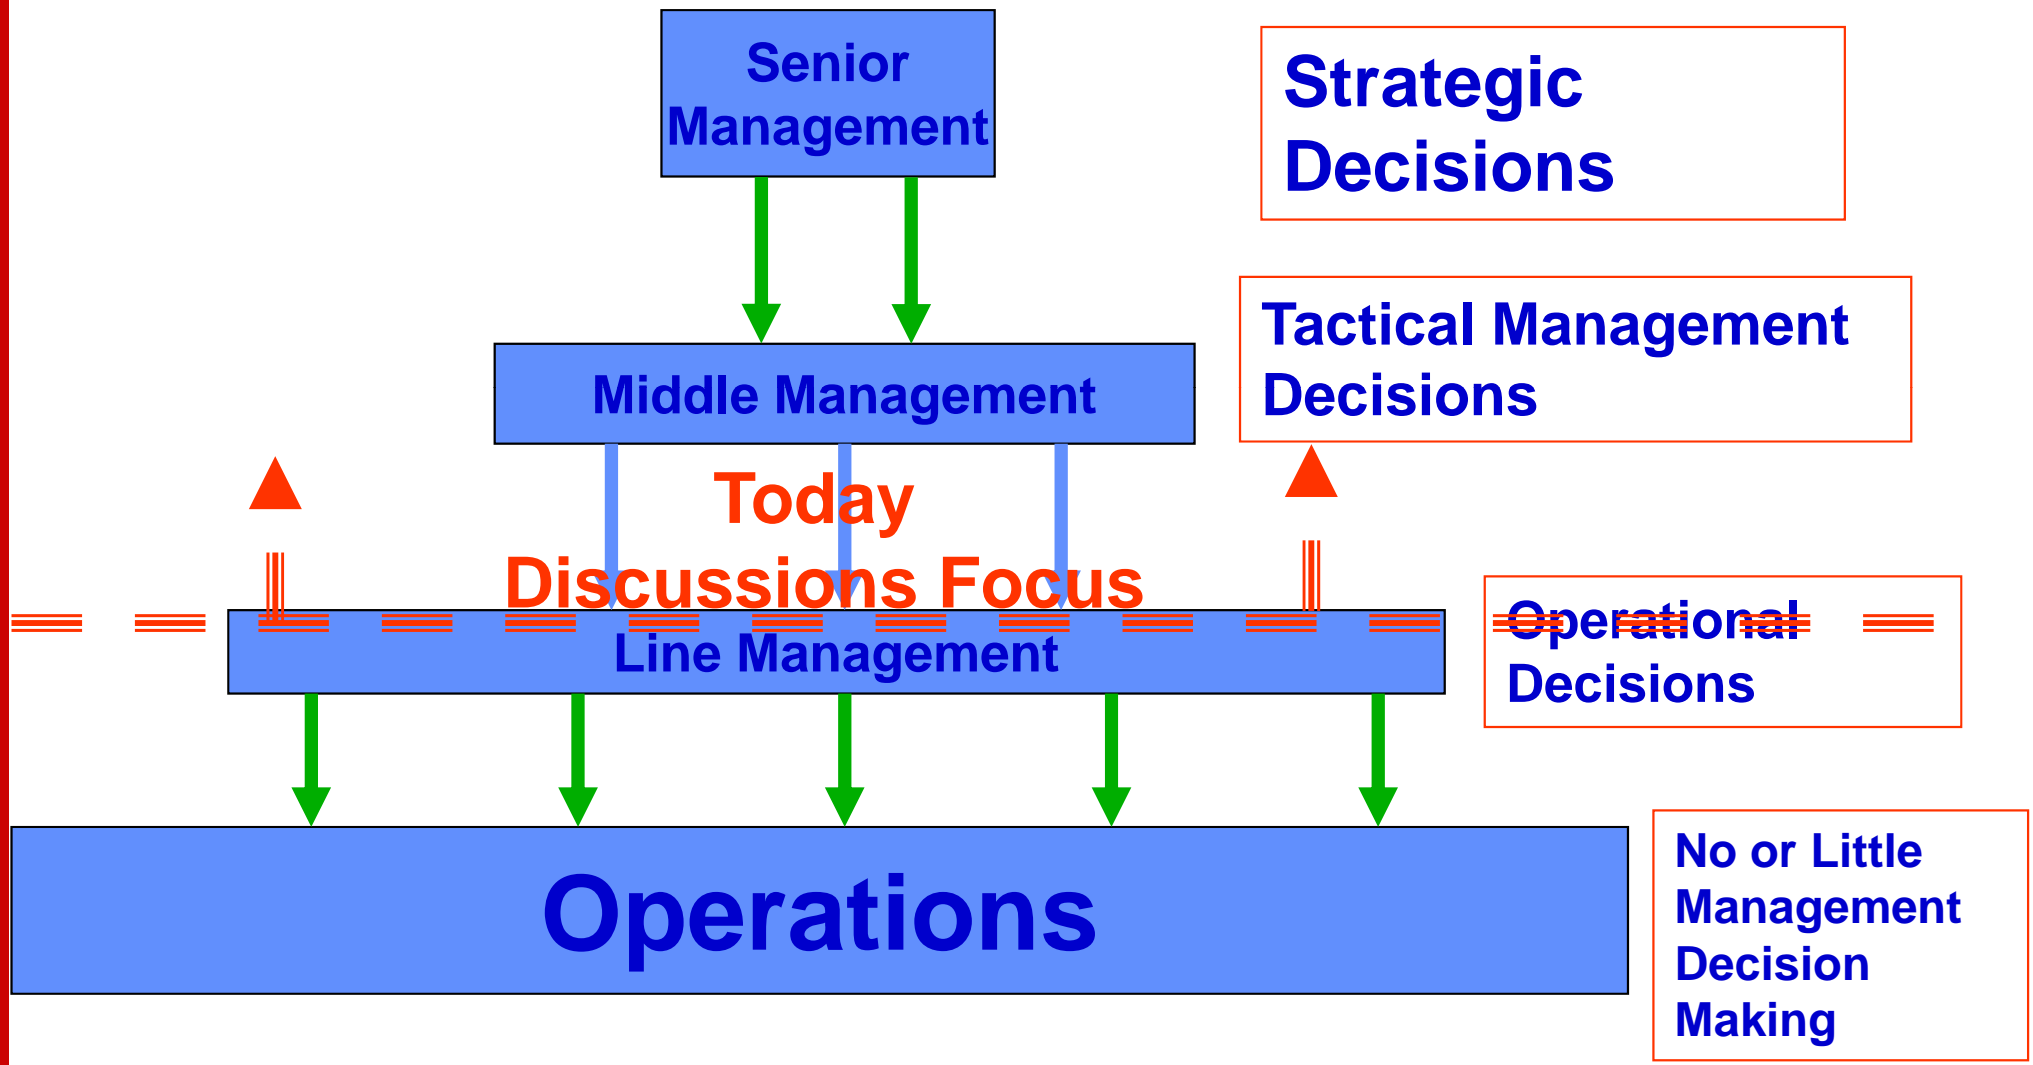 Senior
Management
Strategic
Decisions
Tactical Management
Decisions
Middle Management
Today
Discussions Focus
Operational
Decisions
Line Management
Operations
No or Little
Management
Decision
Making